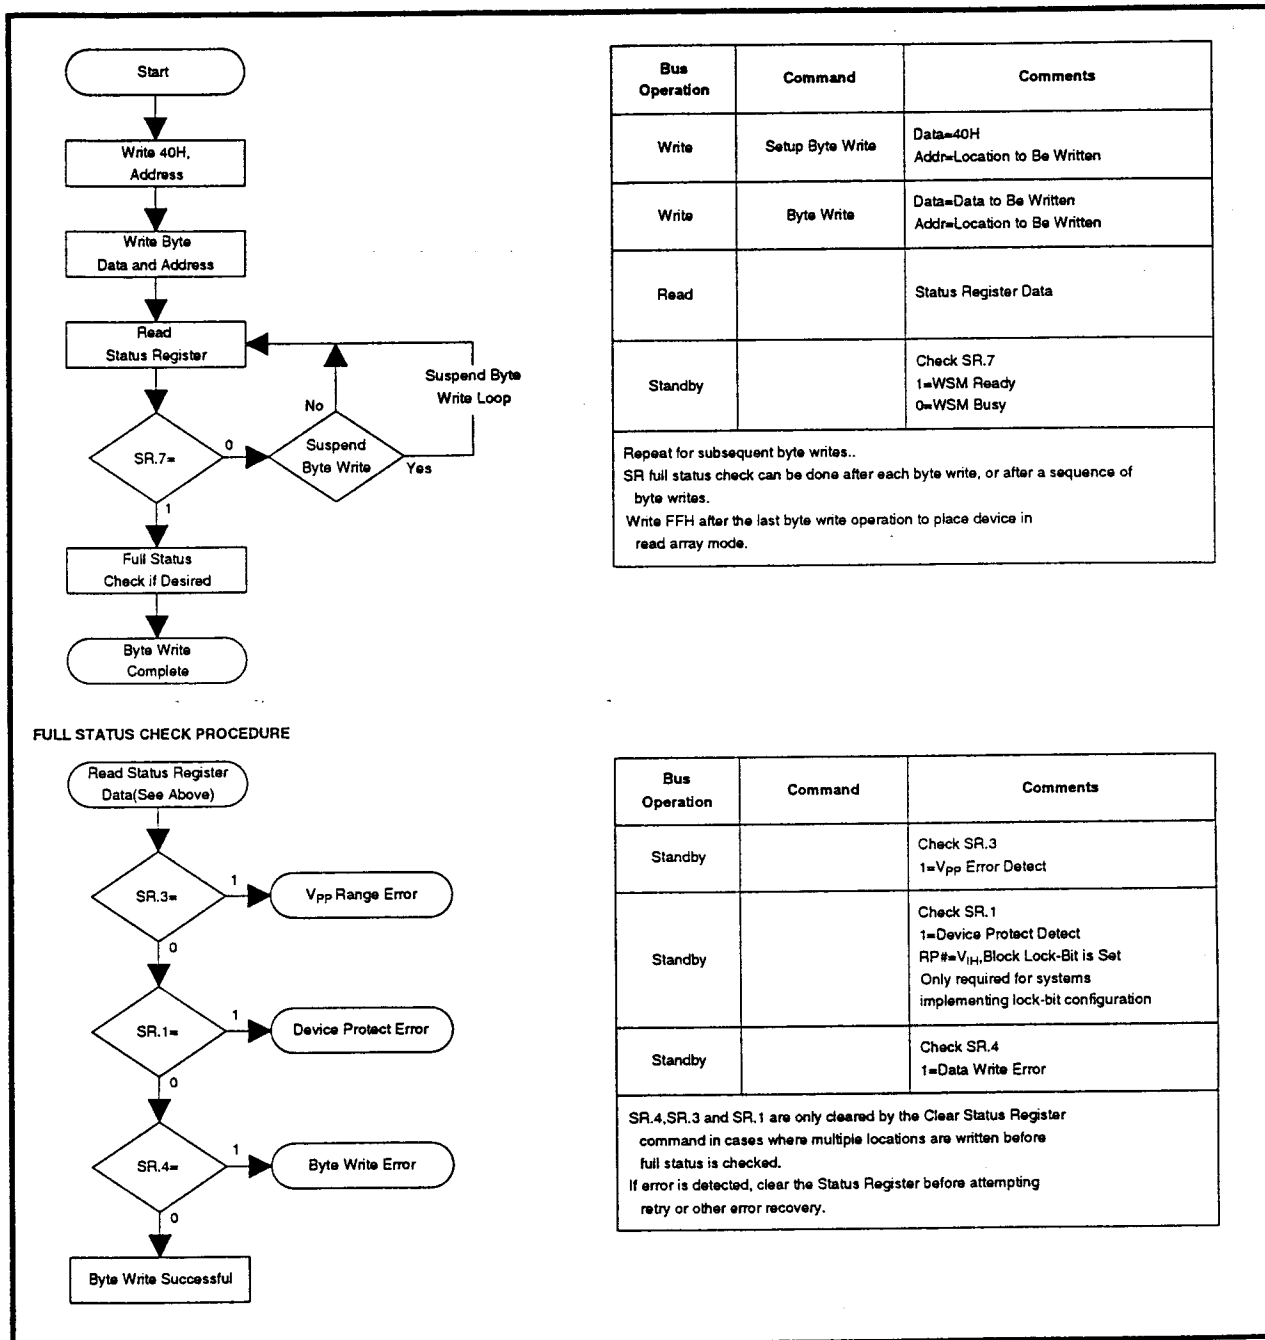 Start
Write 40H,
Address
Write Byte
Data and Address
Read
Status Register
SR.7=
0
1
Suspend
Byte Write
No
Yes
Suspend Byte
Write Loop
Full Status
Check if Desired
Byte Write
Complete
Bus
Operation
Command
Comments
Write
Setup Byte Write
Data=40H
Addr=Location to Be Written
Write
Byte Write
Data=Data to Be Written
Addr=Location to Be Written
Read
Status Register Data
Standby
Check SR.7
1=WSM Ready
0=WSM Busy
Repeat for subsequent byte writes..
SR full status check can be done after each byte write, or after a sequence of
byte writes.
Write FFH after the last byte write operation to place device in
read array mode.
FULL STATUS CHECK PROCEDURE
Read Status Register
Data(See Above)
SR.3=
1
VPP Range Error
0
SR.1=
1
Device Protect Error
0
SR.4=
1
Byte Write Error
0
Byte Write Successful
Bus
Operation
Command
Comments
Standby
Check SR.3
1=VPP Error Detect
Standby
Check SR.1
1=Device Protect Detect
RP#=VIH,Block Lock-Bit is Set
Only required for systems
implementing lock-bit configuration
Standby
Check SR.4
1=Data Write Error
SR.4,SR.3 and SR.1 are only cleared by the Clear Status Register
command in cases where multiple locations are written before
full status is checked.
If error is detected, clear the Status Register before attempting
retry or other error recovery.